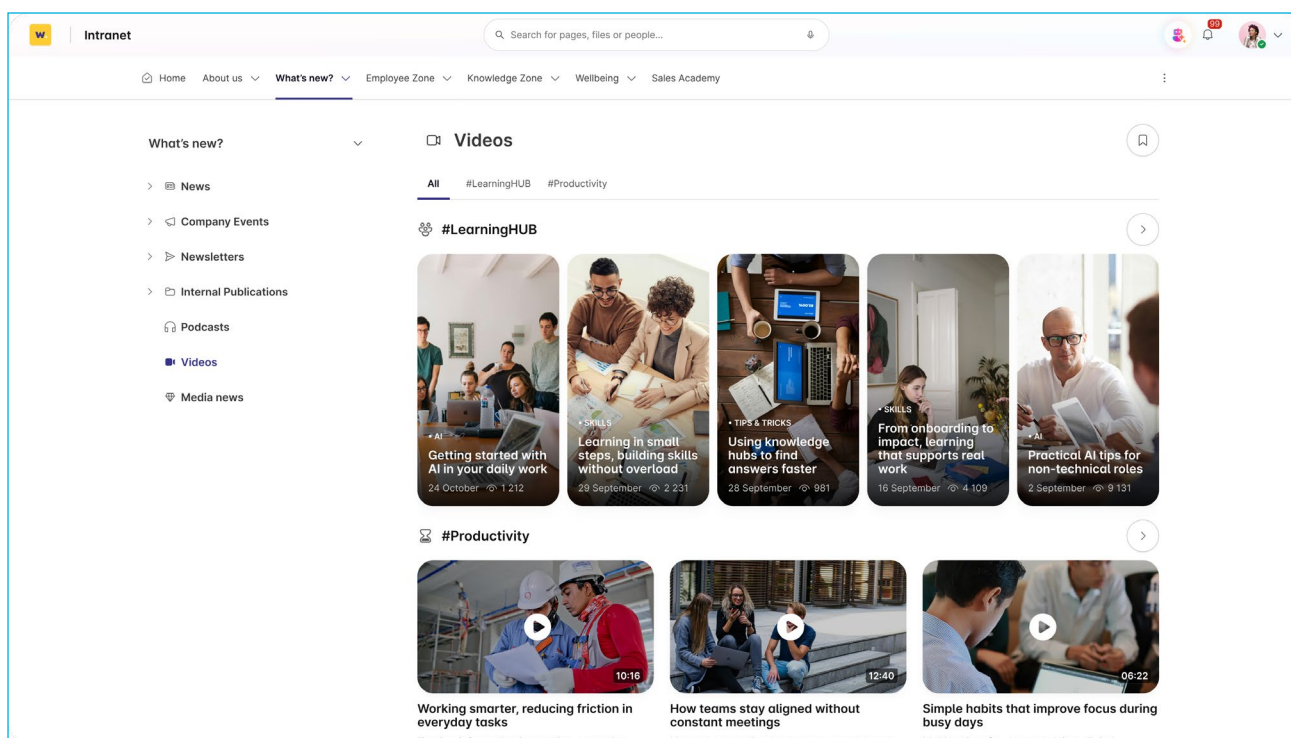 w
Intranet
Search for pages, files or people...
99
Home
About us
What's new?
Employee Zone
Knowledge Zone
Wellbeing
Sales Academy
What's new?
News
Company Events
Newsletters
Internal Publications
Podcasts
Videos
Media news
Videos
All
#LearningHUB
#Productivity
#LearningHUB
• AI
Getting started with
AI in your daily work
24 October 1 212
• SKILLS
Learning in small
steps, building skills
without overload
29 September 2 231
• TIPS & TRICKS
Using knowledge
hubs to find
answers faster
28 September 981
• SKILLS
From onboarding to
impact, learning
that supports real
work
16 September 4 109
• AI
Practical AI tips for
non-technical roles
2 September 9 131
#Productivity
10:16
Working smarter, reducing friction in
everyday tasks
12:40
How teams stay aligned without
constant meetings
06:22
Simple habits that improve focus during
busy days